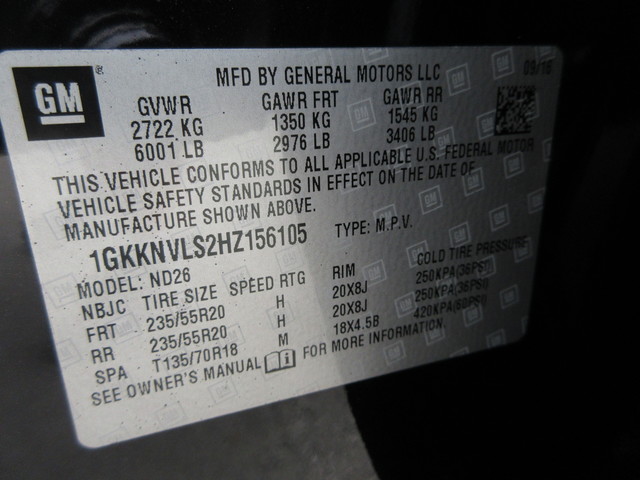 GM®
MFD BY GENERAL MOTORS LLC 09/16
GVWR GAWR FRT GAWR RR
2722 KG 1350 KG 1545 KG
6001 LB 2976 LB 3406 LB
THIS VEHICLE CONFORMS TO ALL APPLICABLE U.S. FEDERAL MOTOR
VEHICLE SAFETY STANDARDS IN EFFECT ON THE DATE OF
MANUFACTURE SHOWN ABOVE.
1GKKNVLS2HZ156105 TYPE: M.P.V.
MODEL: ND26
NBJC TIRE SIZE SPEED RTG RIM COLD TIRE PRESSURE
FRT 235/55R20 H 20X8J 250KPA(36PSI)
RR 235/55R20 H 20X8J 250KPA(36PSI)
SPA T135/70R18 M 18X4.5B 420KPA(60PSI)
SEE OWNER'S MANUAL FOR MORE INFORMATION.